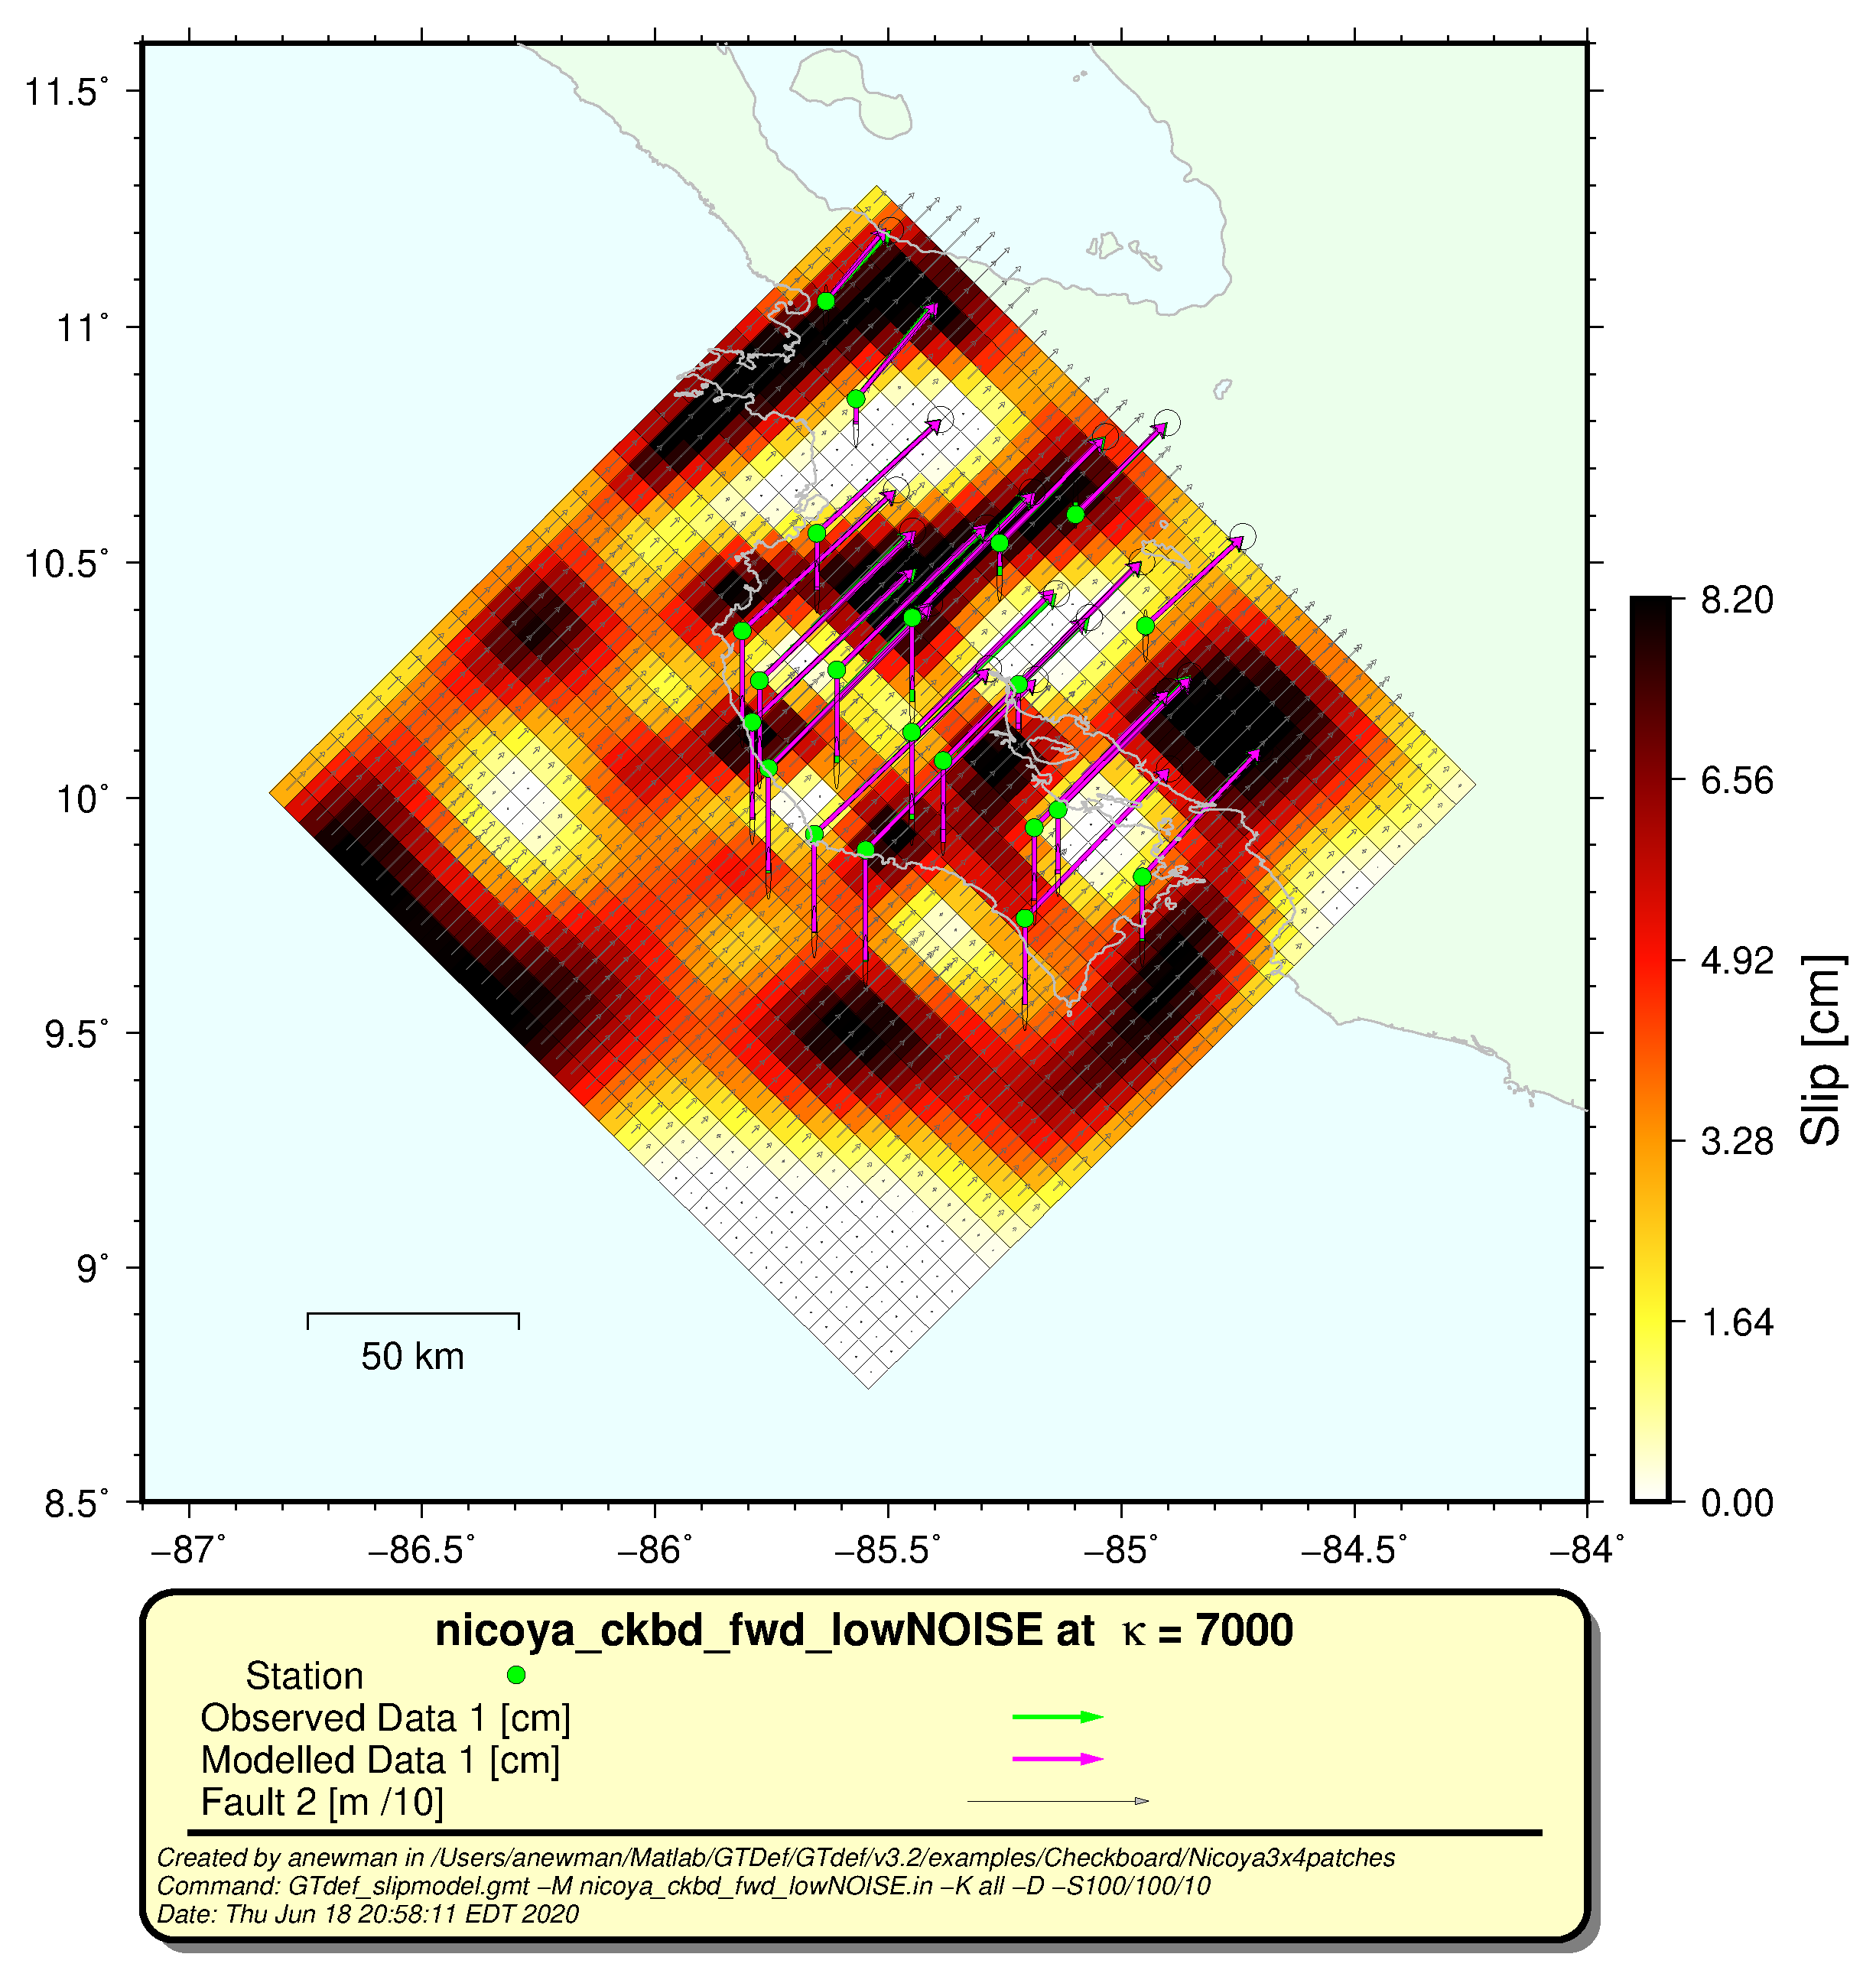 11.5°
11°
10.5°
10°
9.5°
9°
8.5°
50 km
−87°
−86.5°
−86°
−85.5°
−85°
−84.5°
−84°
8.20
6.56
4.92
3.28
1.64
0.00
Slip [cm]
nicoya_ckbd_fwd_lowNOISE at κ = 7000
Station
Observed Data 1 [cm]
Modelled Data 1 [cm]
Fault 2 [m /10]
Created by anewman in /Users/anewman/Matlab/GTDef/GTdef/v3.2/examples/Checkboard/Nicoya3x4patches
Command: GTdef_slipmodel.gmt −M nicoya_ckbd_fwd_lowNOISE.in −K all −D −S100/100/10
Date: Thu Jun 18 20:58:11 EDT 2020